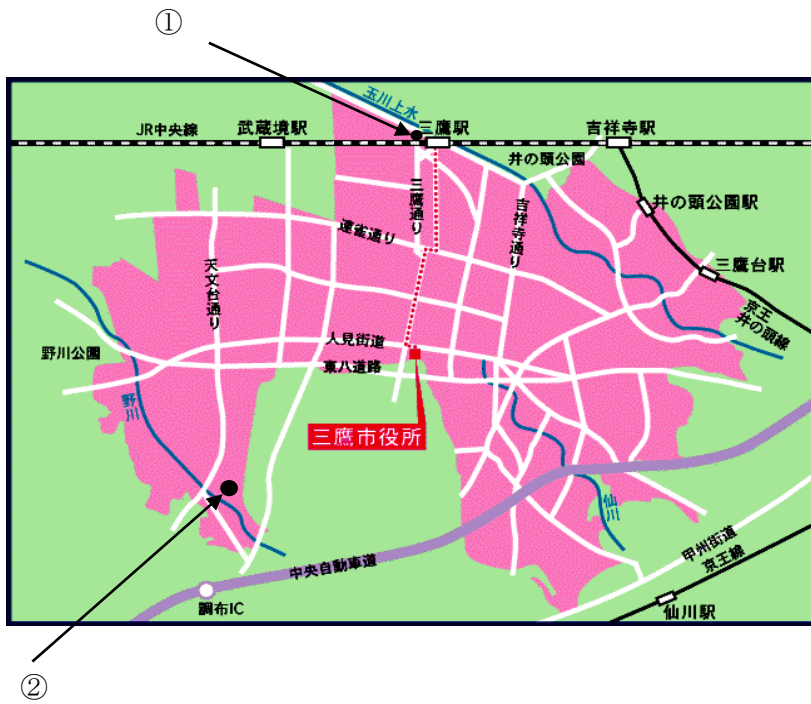 ①
玉川上水
JR中央線
武蔵境駅
三鷹駅
吉祥寺駅
井の頭公園
井の頭公園駅
三鷹通り
吉祥寺通り
連雀通り
三鷹台駅
天文台通り
京王
井の頭線
人見街道
野川公園
東八道路
野川
三鷹市役所
仙川
甲州街道
京王線
中央自動車道
調布IC
仙川駅
②